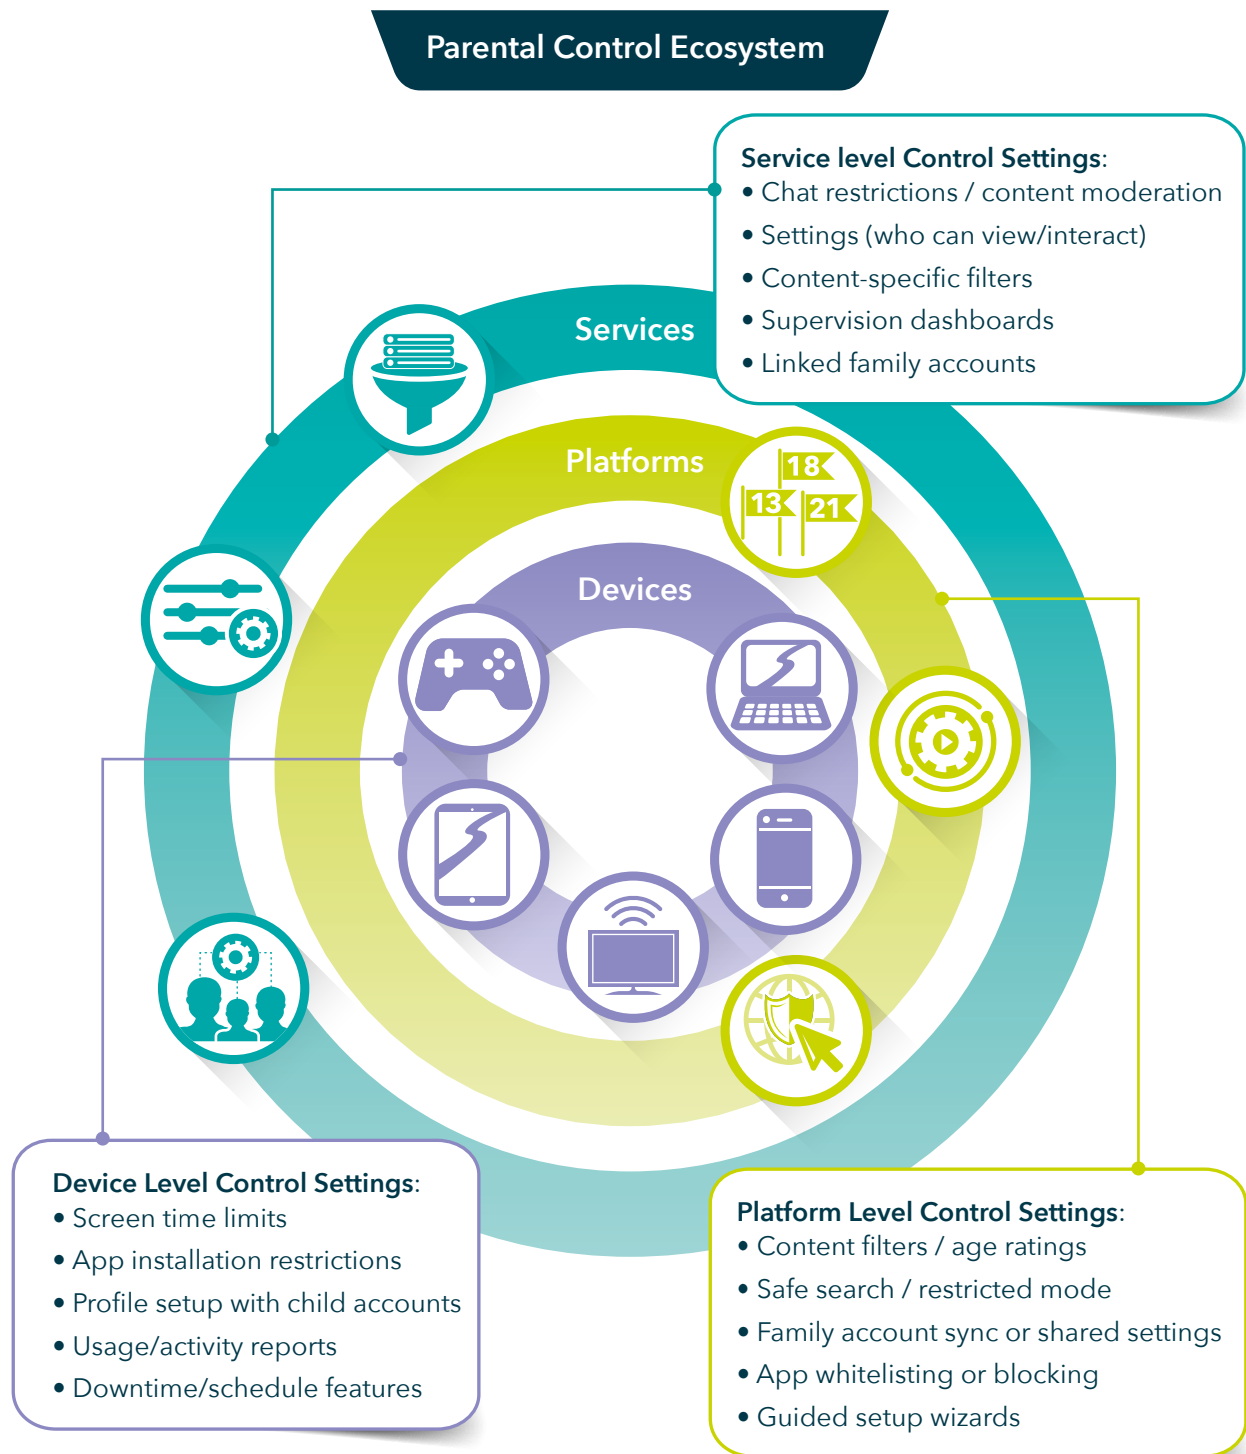 Parental Control Ecosystem
Service level Control Settings:
• Chat restrictions / content moderation
• Settings (who can view/interact)
• Content-specific filters
• Supervision dashboards
• Linked family accounts
Services
Platforms
18
13
21
Devices
Device Level Control Settings:
• Screen time limits
• App installation restrictions
• Profile setup with child accounts
• Usage/activity reports
• Downtime/schedule features
Platform Level Control Settings:
• Content filters / age ratings
• Safe search / restricted mode
• Family account sync or shared settings
• App whitelisting or blocking
• Guided setup wizards